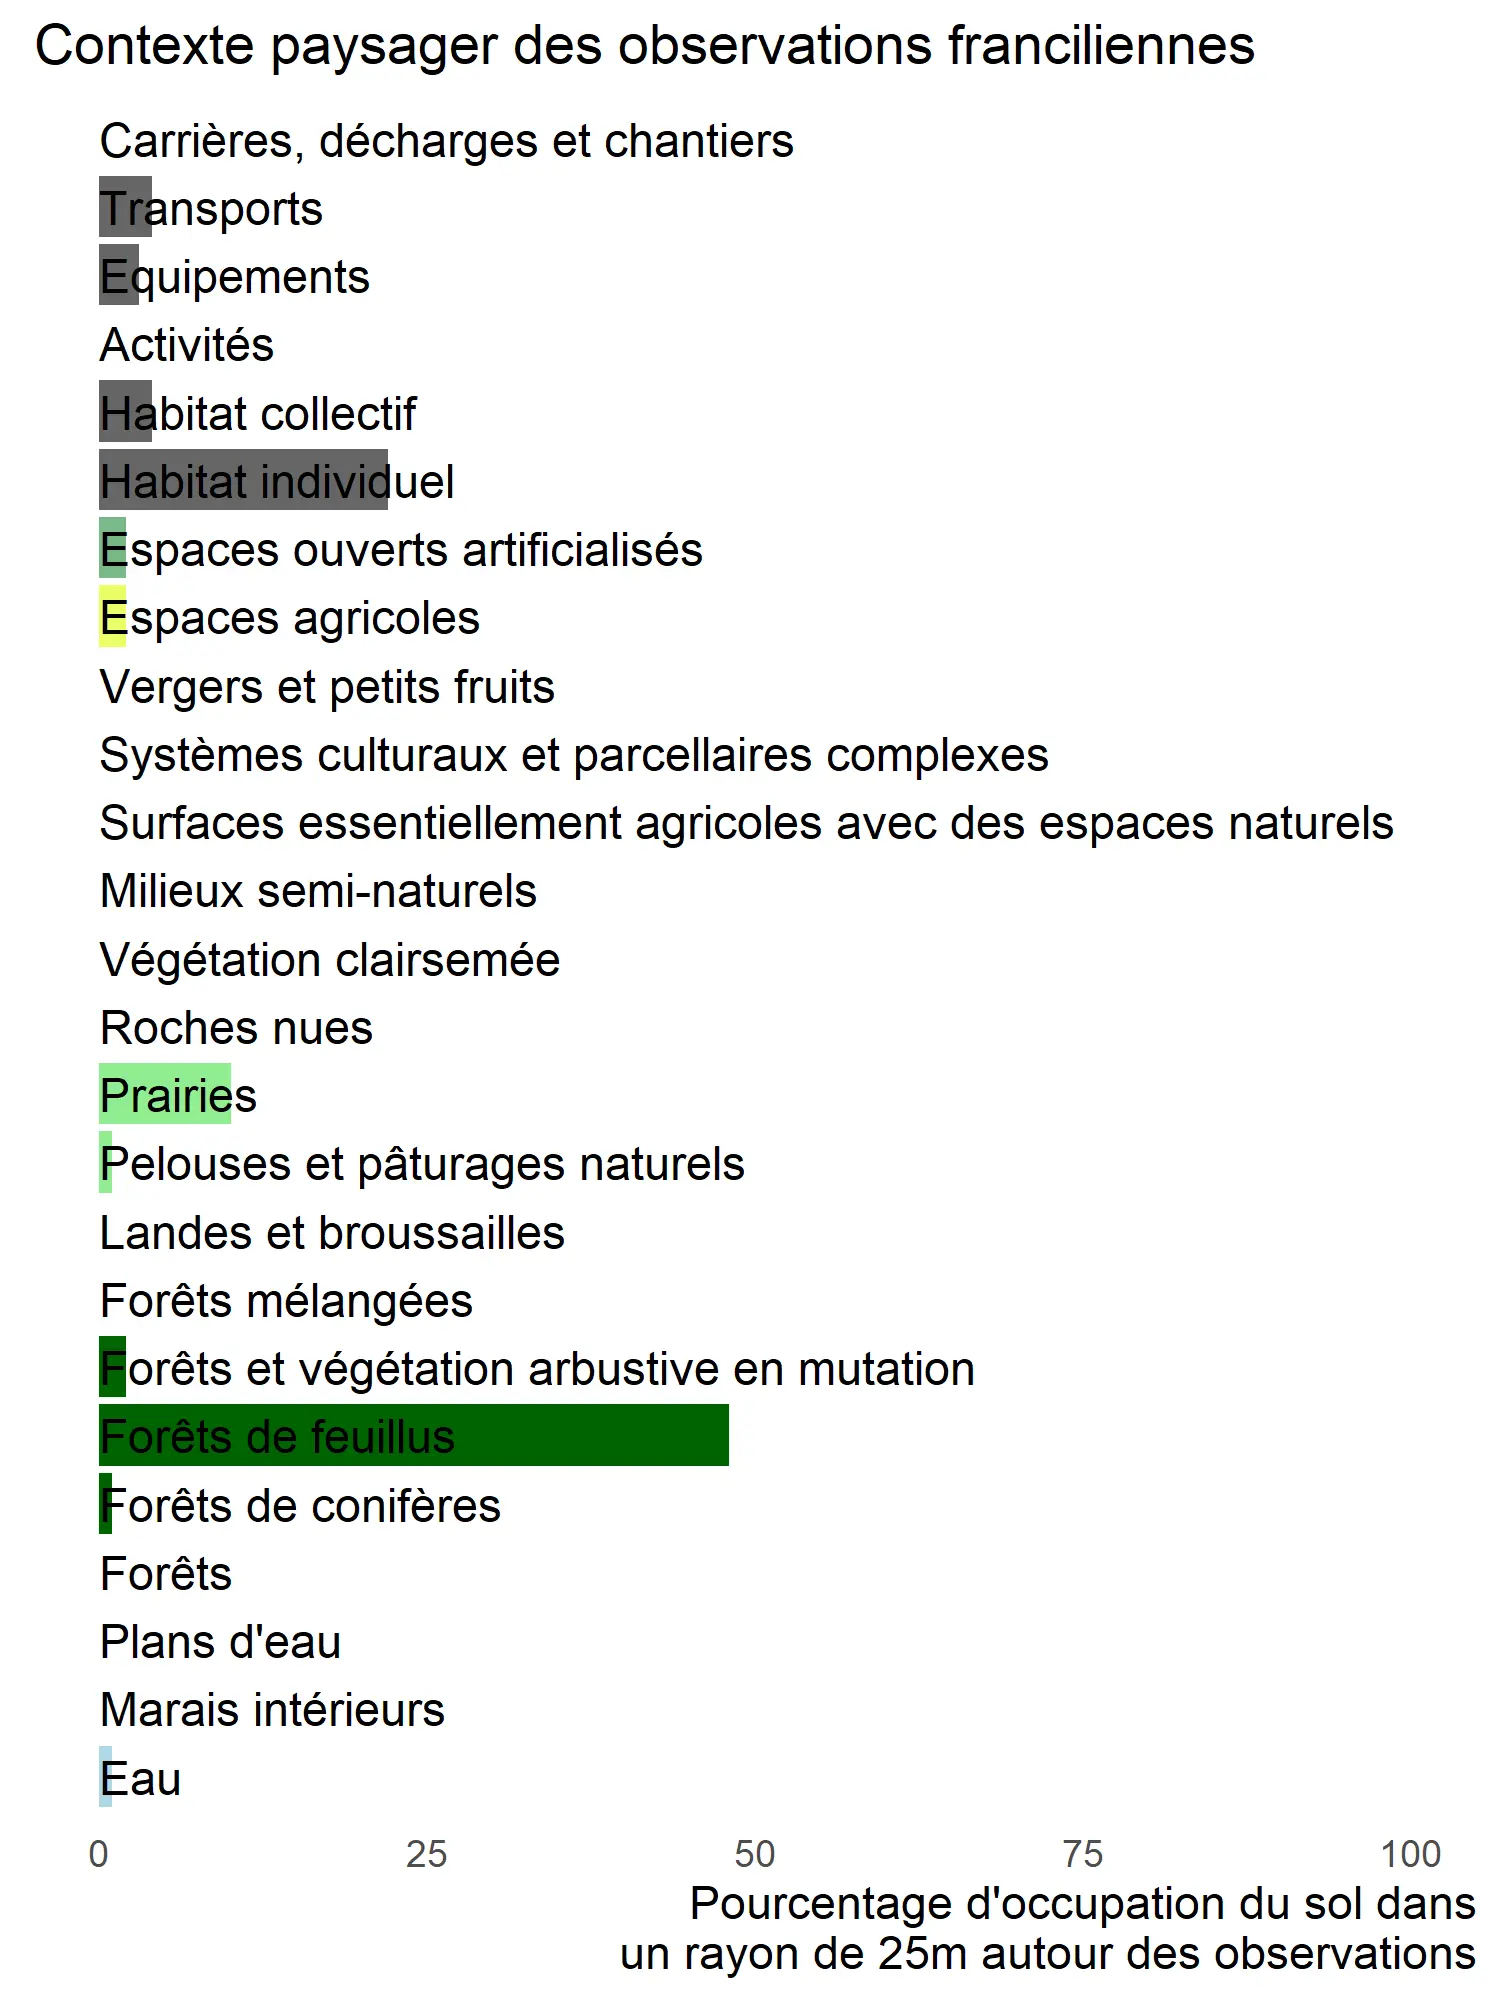 Contexte paysager des observations franciliennes
Carrières, décharges et chantiers
Transports
Equipements
Activités
Habitat collectif
Habitat individuel
Espaces ouverts artificialisés
Espaces agricoles
Vergers et petits fruits
Systèmes culturaux et parcellaires complexes
Surfaces essentiellement agricoles avec des espaces naturels
Milieux semi-naturels
Végétation clairsemée
Roches nues
Prairies
Pelouses et pâturages naturels
Landes et broussailles
Forêts mélangées
Forêts et végétation arbustive en mutation
Forêts de feuillus
Forêts de conifères
Forêts
Plans d'eau
Marais intérieurs
Eau
0 25 50 75 100
Pourcentage d'occupation du sol dans
un rayon de 25m autour des observations